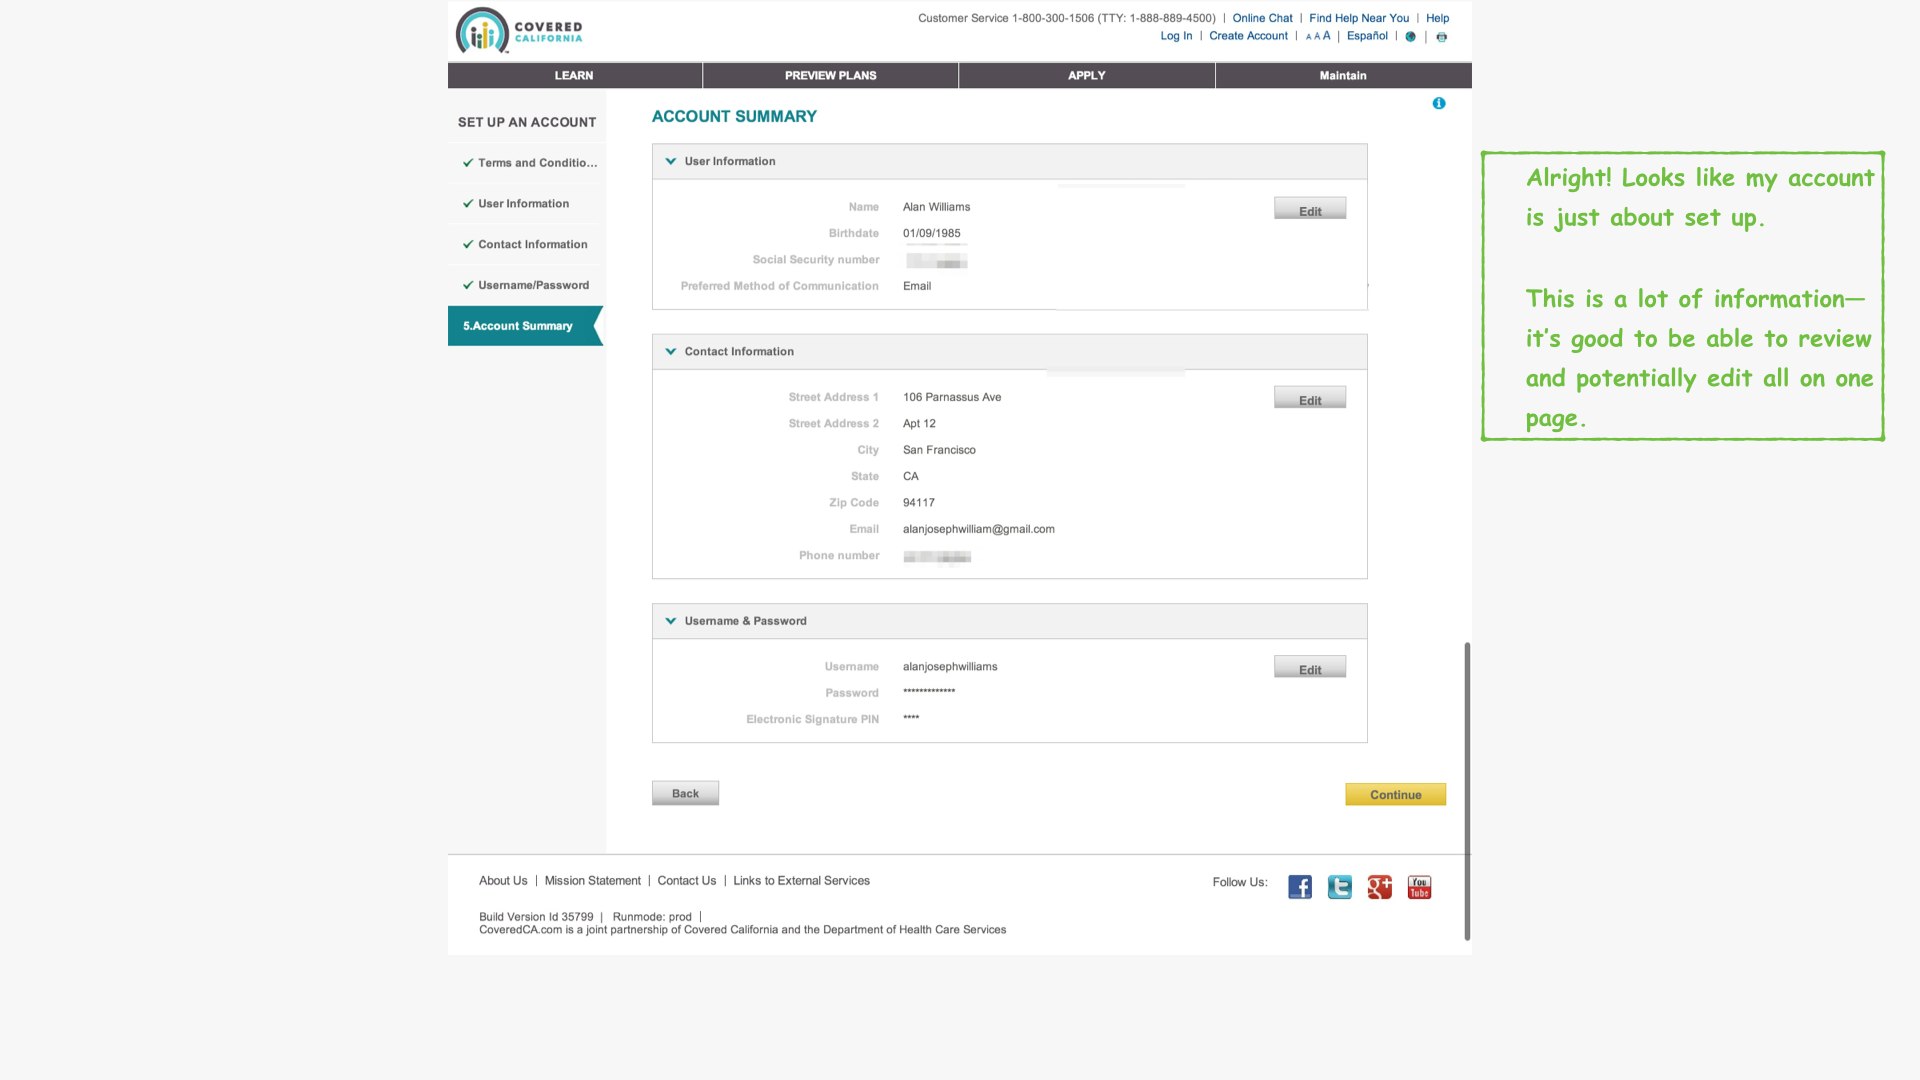 COVERED
CALIFORNIA
Customer Service 1-800-300-1506 (TTY: 1-888-889-4500) | Online Chat | Find Help Near You | Help
Log In | Create Account | A A A | Español | |
LEARN
PREVIEW PLANS
APPLY
Maintain
SET UP AN ACCOUNT
Terms and Conditio...
User Information
Contact Information
Username/Password
5.Account Summary
ACCOUNT SUMMARY
User Information
Name Alan Williams
Edit
Birthdate 01/09/1985
Social Security number
Preferred Method of Communication Email
Contact Information
Street Address 1 106 Parnassus Ave
Edit
Street Address 2 Apt 12
City San Francisco
State CA
Zip Code 94117
Email alanjosephwilliam@gmail.com
Phone number
Username & Password
Username alanjosephwilliams
Edit
Password *************
Electronic Signature PIN ****
Back
Continue
About Us | Mission Statement | Contact Us | Links to External Services
Follow Us:
You
Tube
Build Version Id 35799 | Runmode: prod |
CoveredCA.com is a joint partnership of Covered California and the Department of Health Care Services
Alright! Looks like my account
is just about set up.
This is a lot of information—
it's good to be able to review
and potentially edit all on one
page.